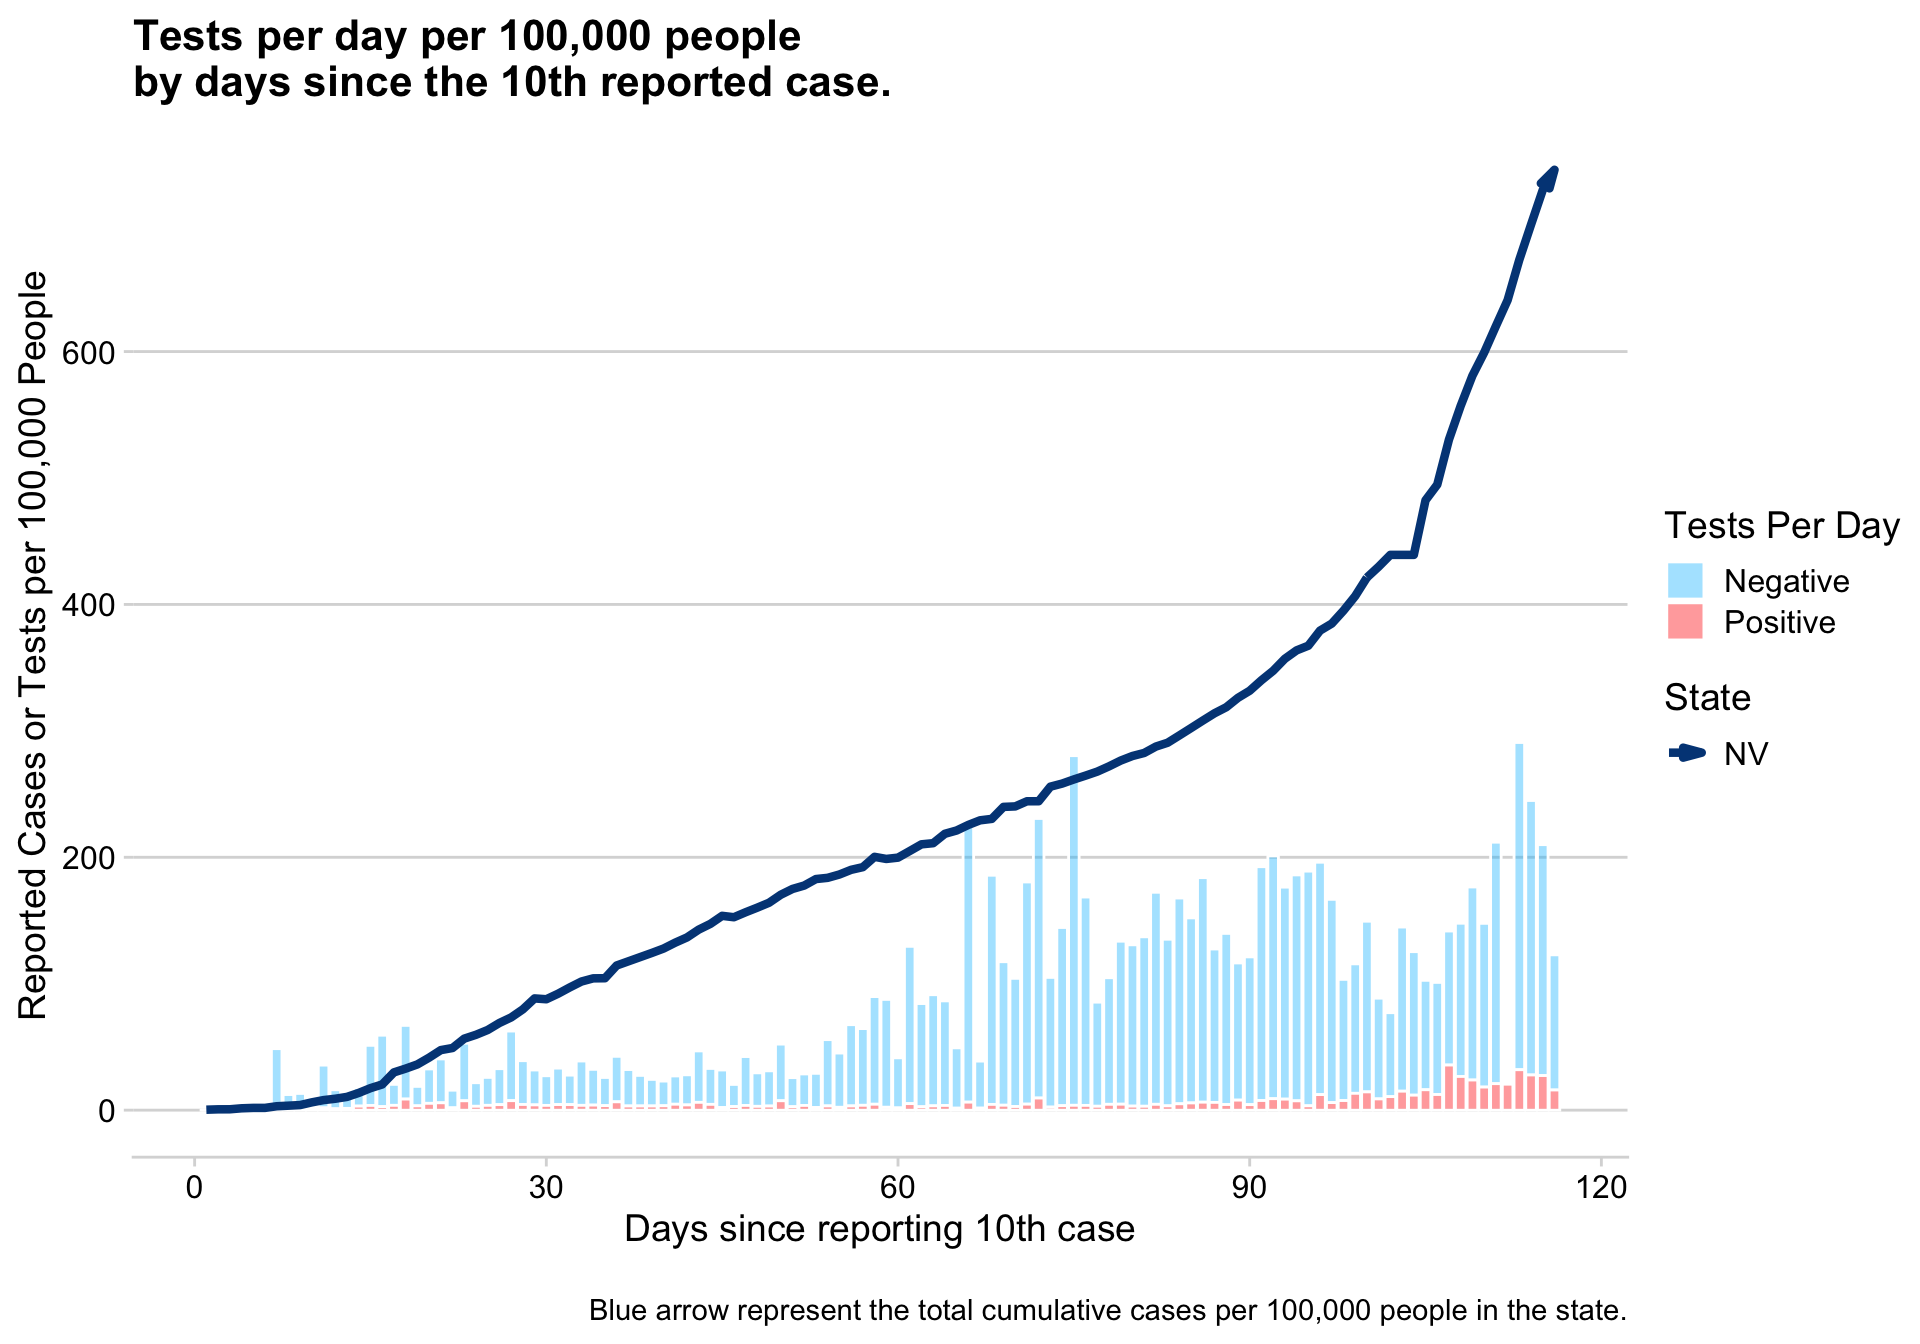 Tests per day per 100,000 people
by days since the 10th reported case.
Reported Cases or Tests per 100,000 People
600
400
200
0
0
30
60
90
120
Days since reporting 10th case
Tests Per Day
Negative
Positive
State
NV
Blue arrow represent the total cumulative cases per 100,000 people in the state.